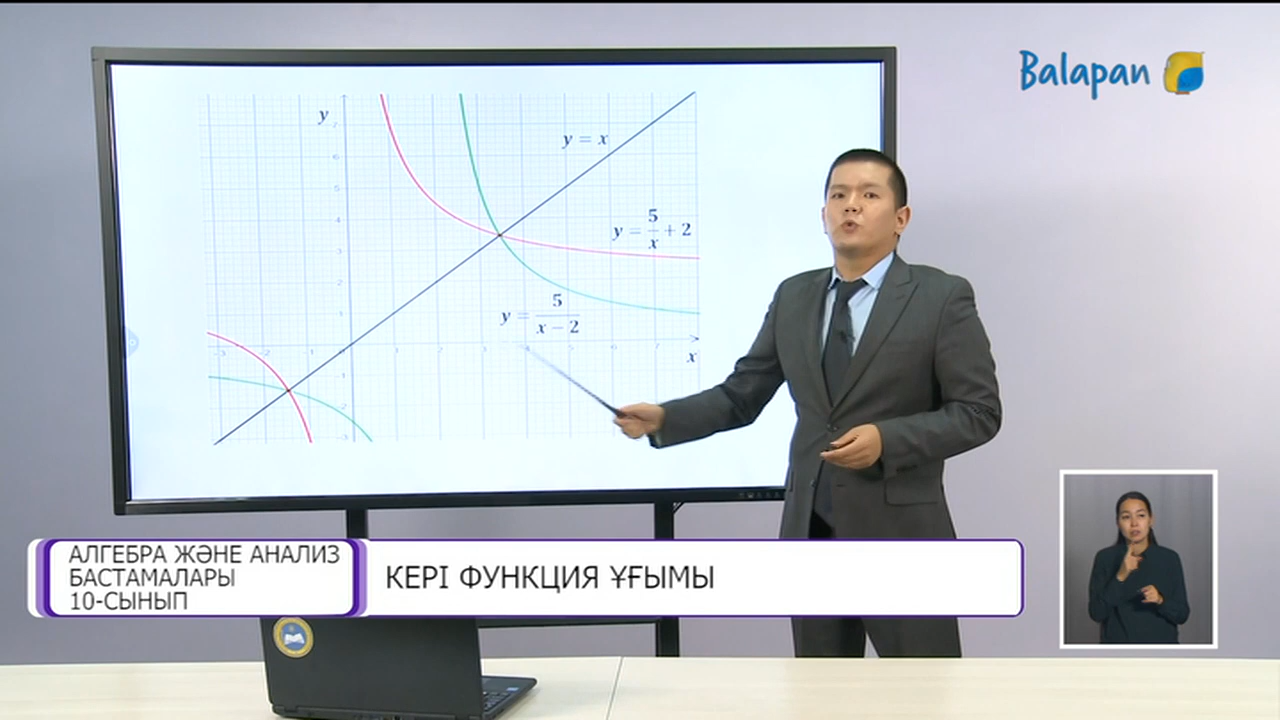 Balapan
y
y = x
y = 5/x + 2
y = 5/(x − 2)
x
АЛГЕБРА ЖӘНЕ АНАЛИЗ
БАСТАМАЛАРЫ
10-СЫНЫП
КЕРІ ФУНКЦИЯ ҰҒЫМЫ